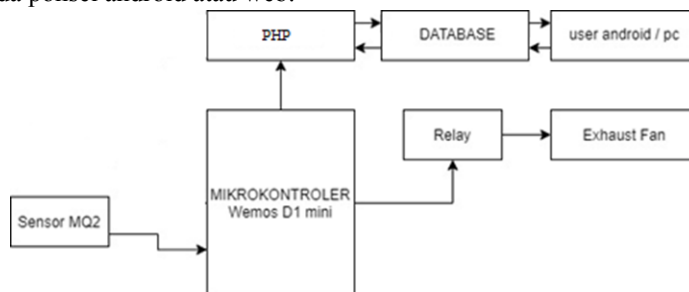 ponsel android atau web.
PHP
DATABASE
user android / pc
Relay
Exhaust Fan
MIKROKONTROLER
Wemos D1 mini
Sensor MQ2